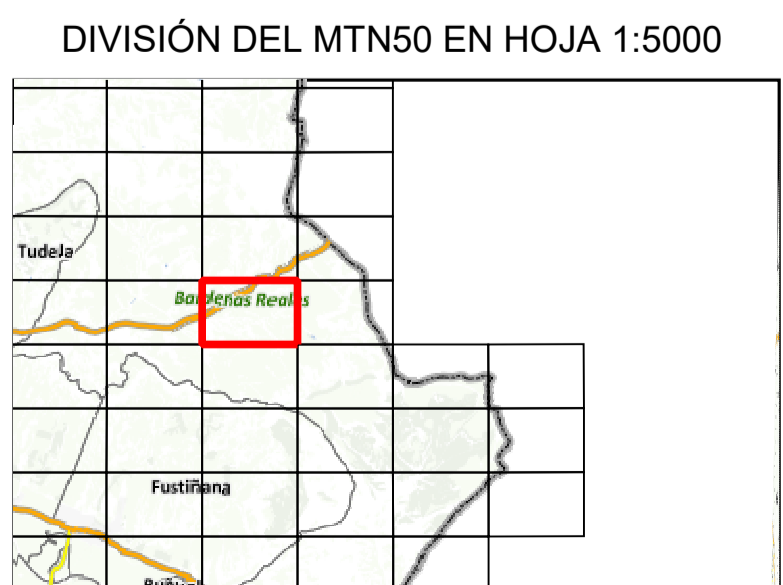 DIVISIÓN DEL MTN50 EN HOJA 1:5000
Tudela
Bardenas Reales
Fustiñana